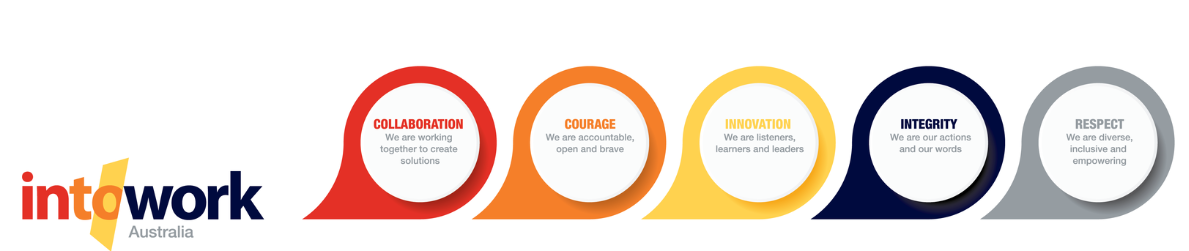 intowork
Australia
COLLABORATION
We are working
together to create
solutions
COURAGE
We are accountable,
open and brave
INNOVATION
We are listeners,
learners and leaders
INTEGRITY
We are our actions
and our words
RESPECT
We are diverse,
inclusive and
empowering